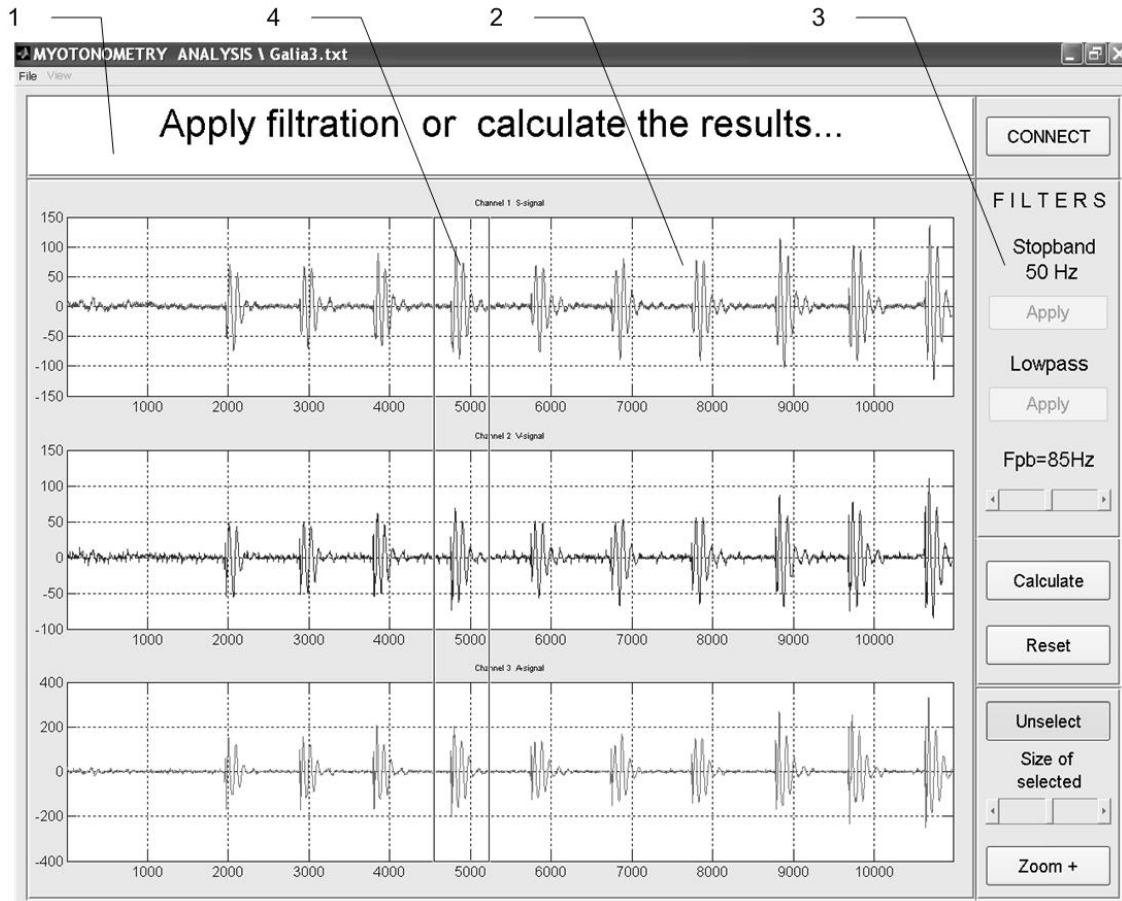 1 4 2 3
MYOTONOMETRY ANALYSIS \ Galia3.txt
File View
Apply filtration or calculate the results...
CONNECT
Channel 1 S-signal
150
100
50
0
-50
-100
-150
1000 2000 3000 4000 5000 6000 7000 8000 9000 10000
Channel 2 V-signal
150
100
50
0
-50
-100
1000 2000 3000 4000 5000 6000 7000 8000 9000 10000
Channel 3 A-signal
400
200
0
-200
-400
1000 2000 3000 4000 5000 6000 7000 8000 9000 10000
FILTERS
Stopband
50 Hz
Apply
Lowpass
Apply
Fpb=85Hz
Calculate
Reset
Unselect
Size of
selected
Zoom +